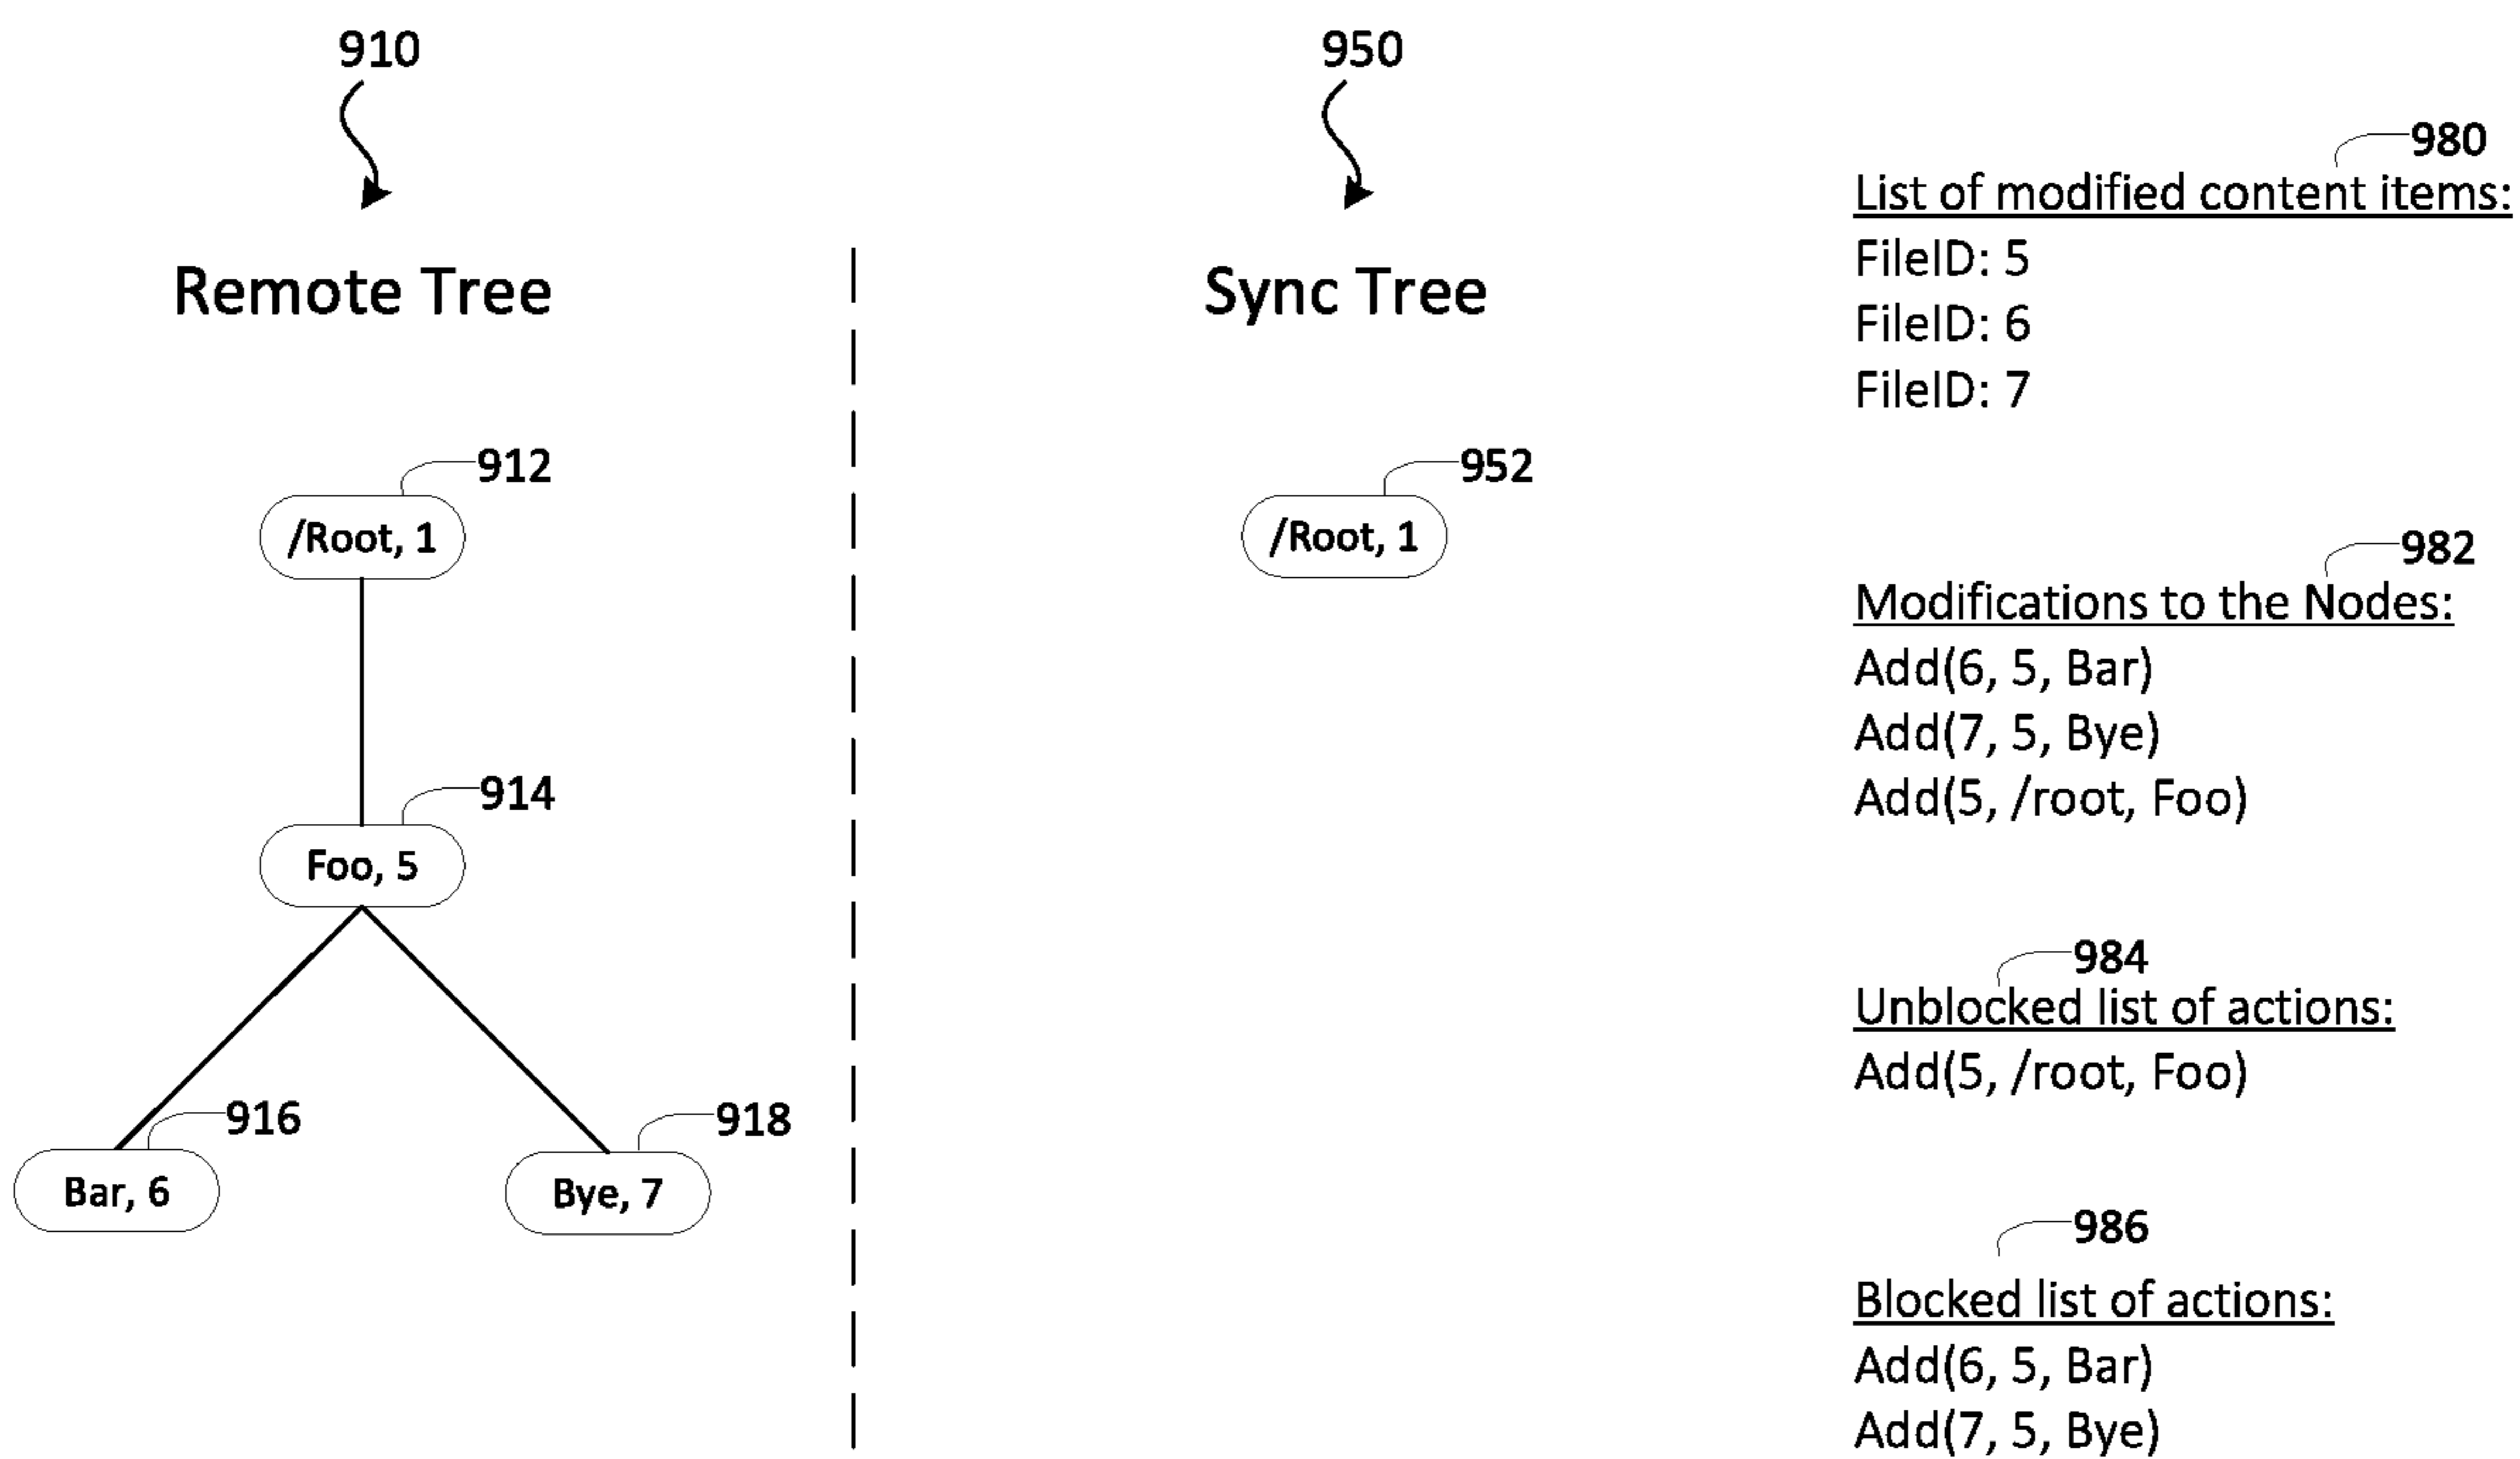 910
Remote Tree
912
/Root, 1
914
Foo, 5
916
Bar, 6
918
Bye, 7
950
Sync Tree
952
/Root, 1
980
List of modified content items:
FileID: 5
FileID: 6
FileID: 7
982
Modifications to the Nodes:
Add(6, 5, Bar)
Add(7, 5, Bye)
Add(5, /root, Foo)
984
Unblocked list of actions:
Add(5, /root, Foo)
986
Blocked list of actions:
Add(6, 5, Bar)
Add(7, 5, Bye)